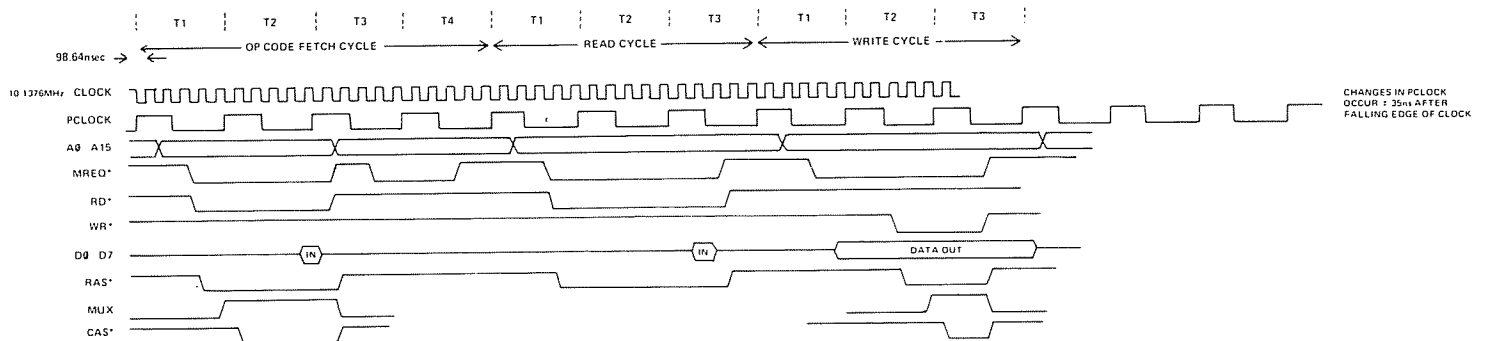 T1 T2 T3 T4 T1 T2 T3 T1 T2 T3
OP CODE FETCH CYCLE READ CYCLE WRITE CYCLE
98.64nsec
10 1376MHz CLOCK
PCLOCK
CHANGES IN PCLOCK
OCCUR ± 35ns AFTER
FALLING EDGE OF CLOCK
AØ A15
MREQ*
RD*
WR*
DØ D7 IN IN DATA OUT
RAS*
MUX
CAS*